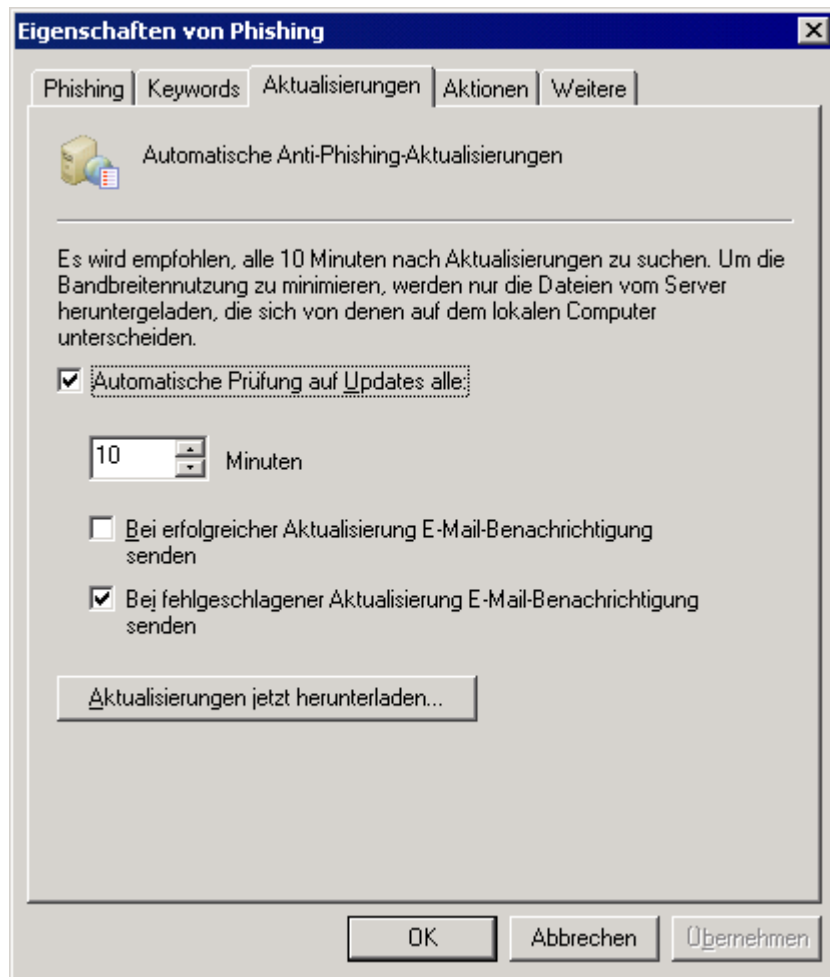 Eigenschaften von Phishing
Phishing
Keywords
Aktualisierungen
Aktionen
Weitere
Automatische Anti-Phishing-Aktualisierungen
Es wird empfohlen, alle 10 Minuten nach Aktualisierungen zu suchen. Um die
Bandbreitennutzung zu minimieren, werden nur die Dateien vom Server
heruntergeladen, die sich von denen auf dem lokalen Computer
unterscheiden.
Automatische Prüfung auf Updates alle:
10
Minuten
Bei erfolgreicher Aktualisierung E-Mail-Benachrichtigung
senden
Bei fehlgeschlagener Aktualisierung E-Mail-Benachrichtigung
senden
Aktualisierungen jetzt herunterladen...
OK
Abbrechen
Übernehmen